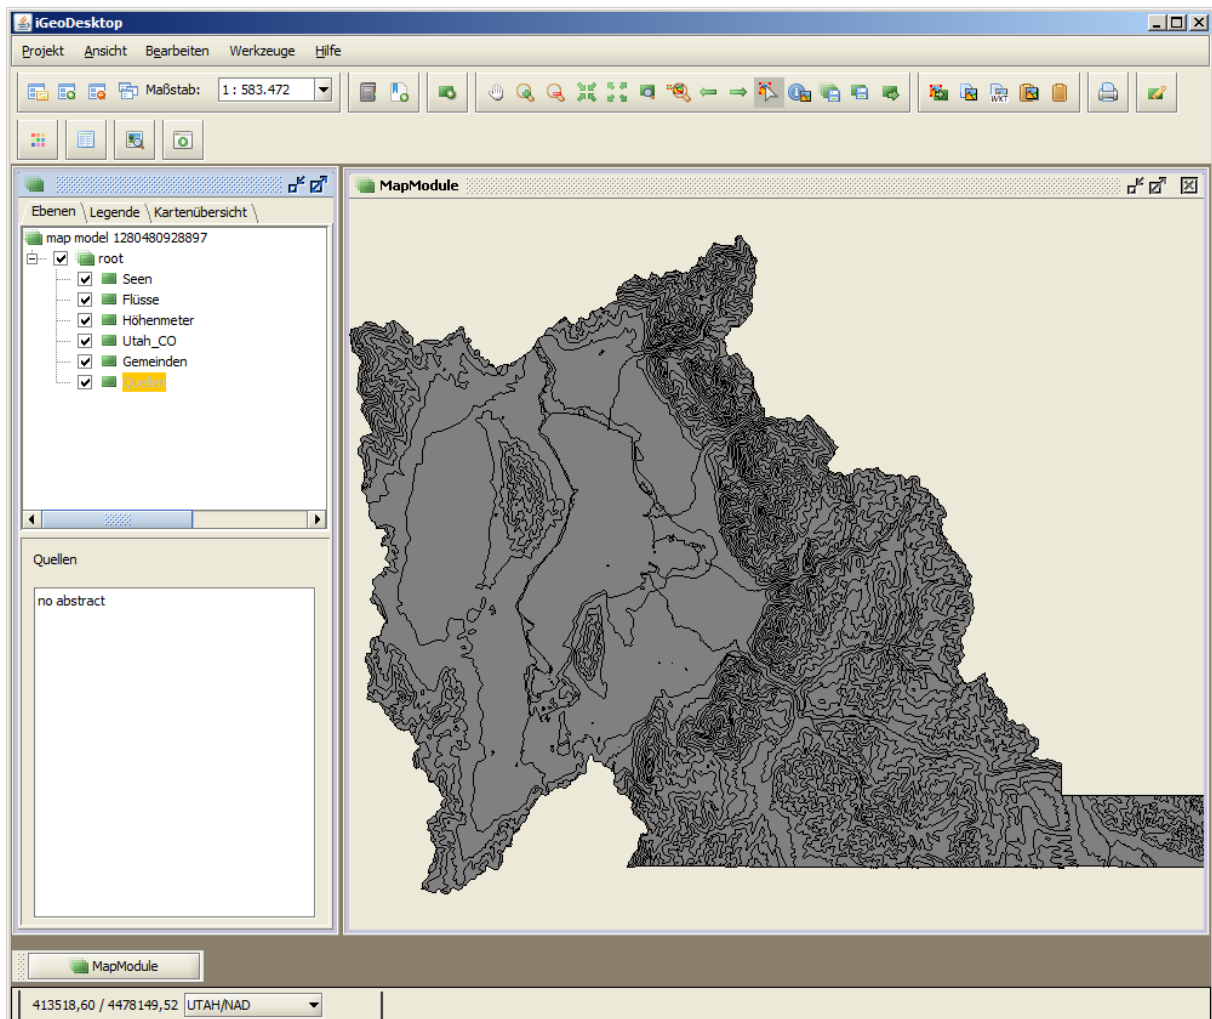 iGeoDesktop
Projekt Ansicht Bearbeiten Werkzeuge Hilfe
Maßstab: 1 : 583.472
WKT
Ebenen Legende Kartenübersicht
map model 1280480928897
root
Seen
Flüsse
Höhenmeter
Utah_CO
Gemeinden
Quellen
Quellen
no abstract
MapModule
MapModule
413518,60 / 4478149,52 UTAH/NAD